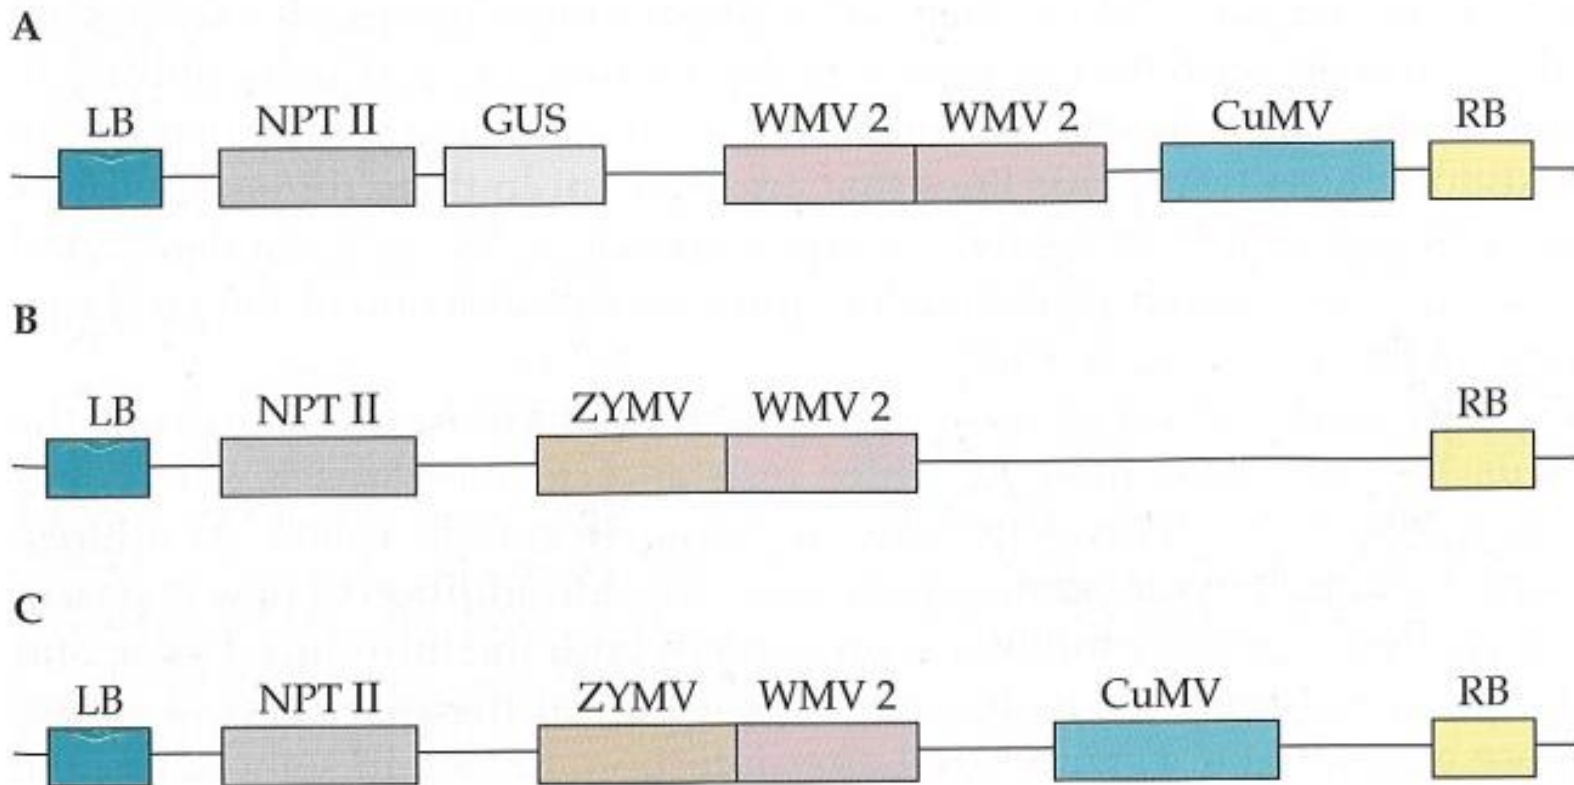 A
LB NPT II GUS WMV 2 WMV 2 CuMV RB
B
LB NPT II ZYMV WMV 2 RB
C
LB NPT II ZYMV WMV 2 CuMV RB